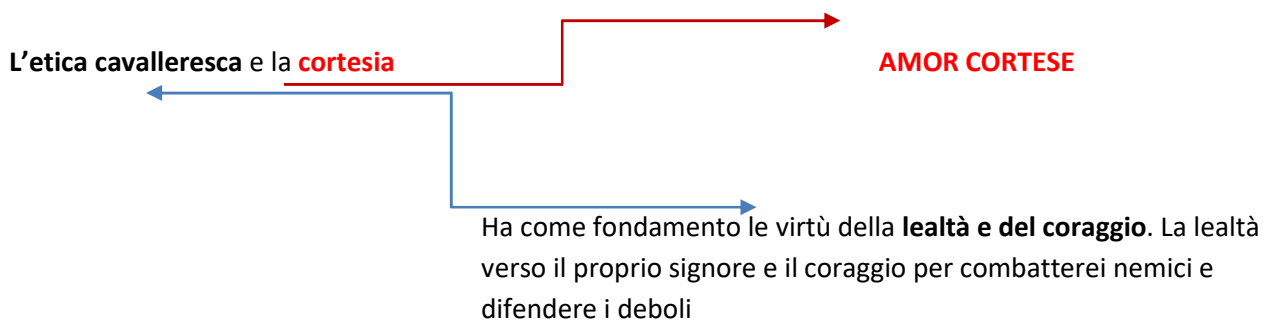 L’etica cavalleresca e la cortesia AMOR CORTESE
Ha come fondamento le virtù della lealtà e del coraggio. La lealtà
verso il proprio signore e il coraggio per combatterei nemici e
difendere i deboli